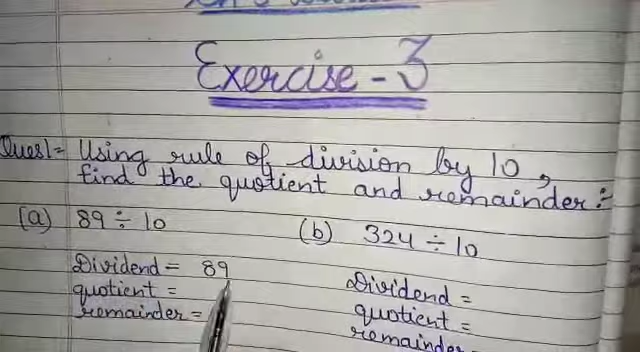 Exercise - 3
Ques1= Using rule of division by 10,
find the quotient and remainder:-
(a) 89 ÷ 10
(b) 324 ÷ 10
Dividend = 89
quotient =
remainder =
Dividend =
quotient =
remainder